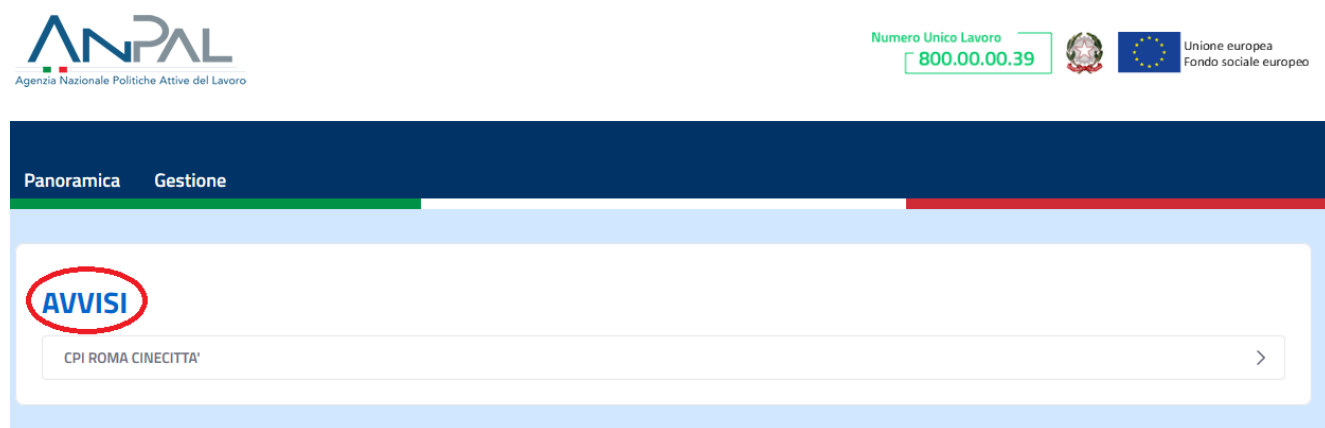 ANPAL
Agenzia Nazionale Politiche Attive del Lavoro
Numero Unico Lavoro
800.00.00.39
Unione europea
Fondo sociale europeo
Panoramica Gestione
AVVISI
CPI ROMA CINECITTA'